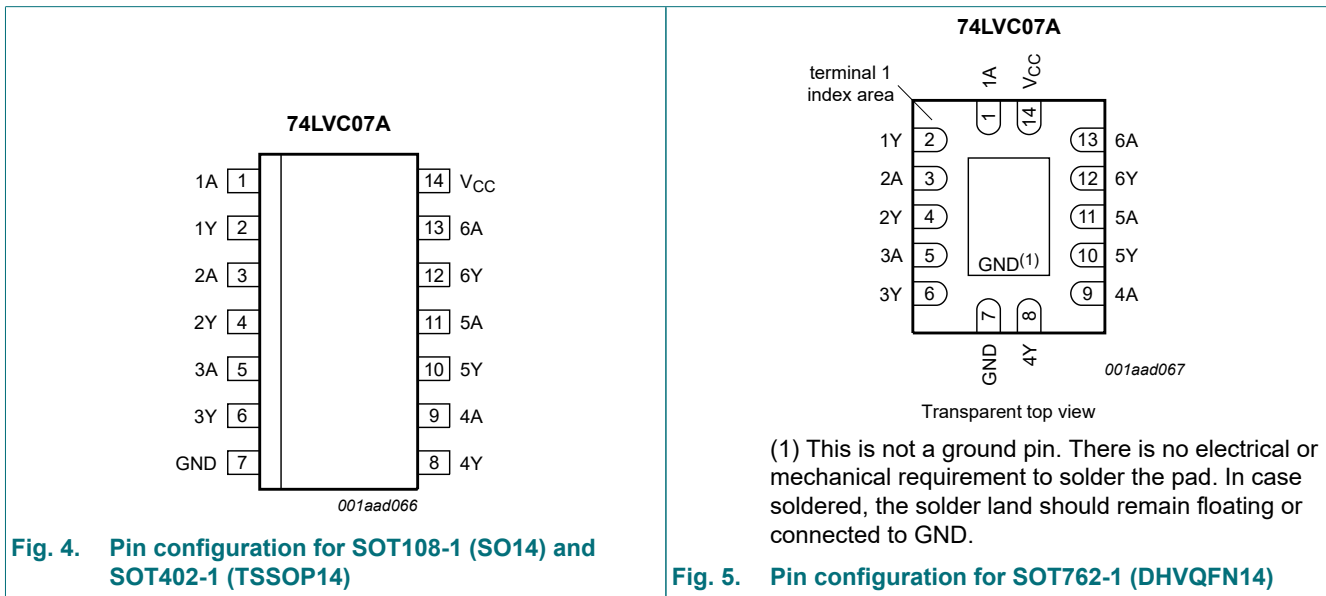 74LVC07A
1A 1 14 VCC
1Y 2 13 6A
2A 3 12 6Y
2Y 4 11 5A
3A 5 10 5Y
3Y 6 9 4A
GND 7 8 4Y
001aad066
Fig. 4. Pin configuration for SOT108-1 (SO14) and
SOT402-1 (TSSOP14)
74LVC07A
terminal 1
index area
1A VCC
1 14
1Y 2 13 6A
2A 3 12 6Y
2Y 4 11 5A
3A 5 10 5Y
GND(1)
3Y 6 9 4A
7 8
GND 4Y
001aad067
Transparent top view
(1) This is not a ground pin. There is no electrical or
mechanical requirement to solder the pad. In case
soldered, the solder land should remain floating or
connected to GND.
Fig. 5. Pin configuration for SOT762-1 (DHVQFN14)